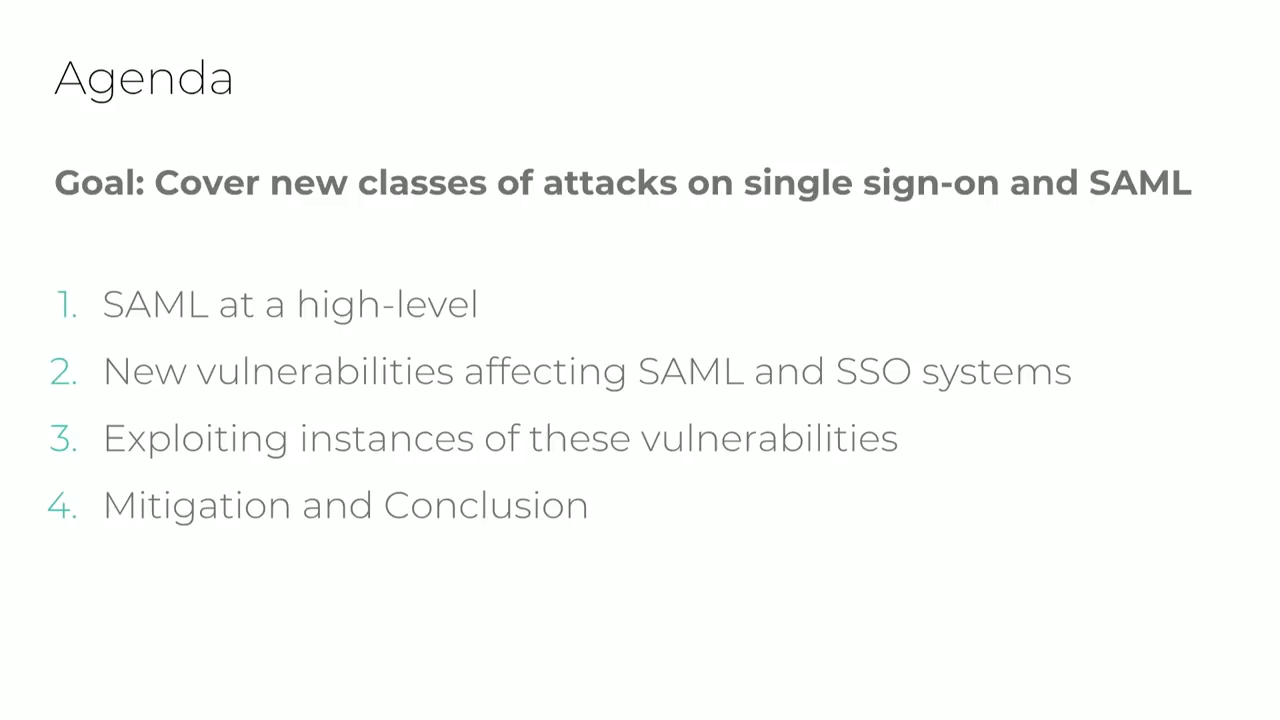 Agenda
Goal: Cover new classes of attacks on single sign-on and SAML
1. SAML at a high-level
2. New vulnerabilities affecting SAML and SSO systems
3. Exploiting instances of these vulnerabilities
4. Mitigation and Conclusion